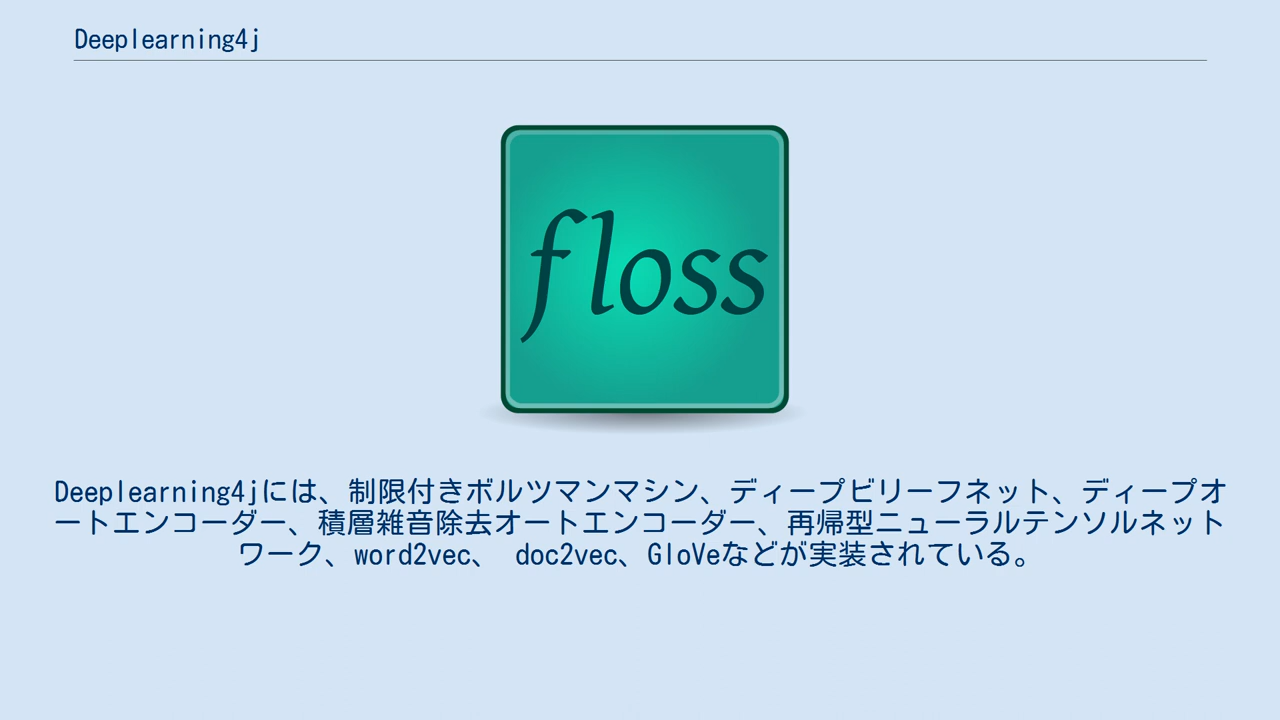 Deeplearning4j
floss
Deeplearning4jには、制限付きボルツマンマシン、ディープビリーフネット、ディープオ
ートエンコーダー、積層雑音除去オートエンコーダー、再帰型ニューラルテンソルネット
ワーク、word2vec、 doc2vec、GloVeなどが実装されている。